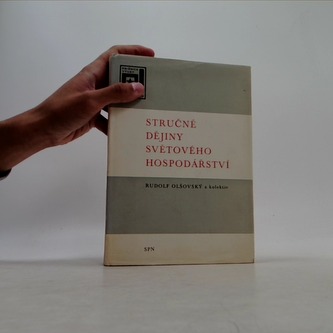 STRUČNÉ
DĚJINY
SVĚTOVÉHO
HOSPODÁŘSTVÍ
RUDOLF OLŠOVSKÝ a kolektiv
SPN